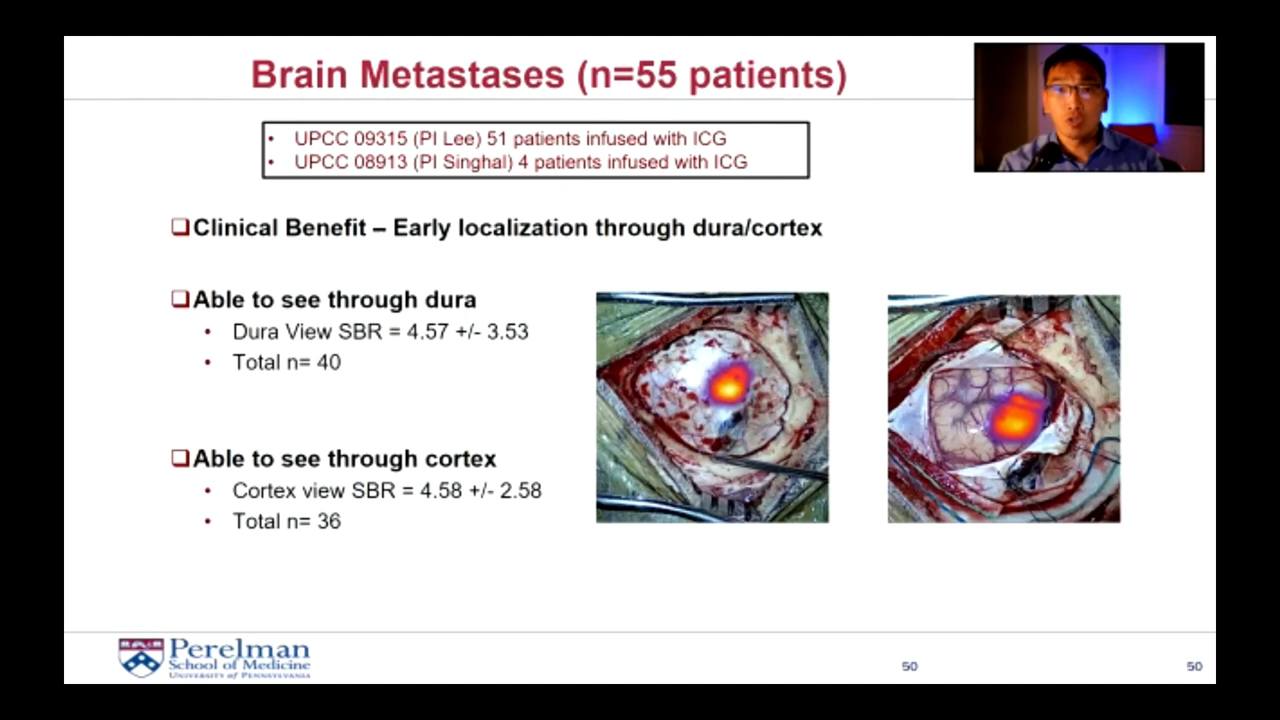 Brain Metastases (n=55 patients)
• UPCC 09315 (PI Lee) 51 patients infused with ICG
• UPCC 08913 (PI Singhal) 4 patients infused with ICG
❑Clinical Benefit – Early localization through dura/cortex
❑Able to see through dura
• Dura View SBR = 4.57 +/- 3.53
• Total n= 40
❑Able to see through cortex
• Cortex view SBR = 4.58 +/- 2.58
• Total n= 36
Perelman
School of Medicine
University of Pennsylvania
50
50